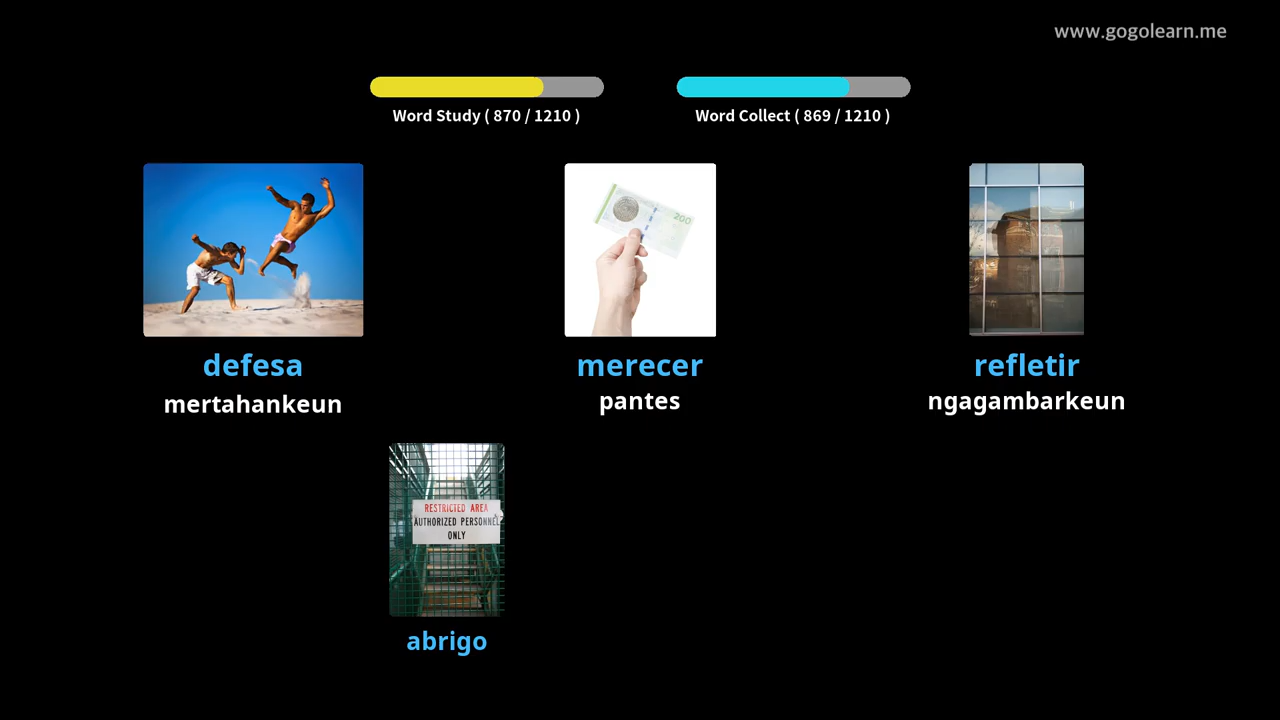 www.gogolearn.me
Word Study ( 870 / 1210 )
Word Collect ( 869 / 1210 )
200
defesa
mertahankeun
merecer
pantes
refletir
ngagambarkeun
RESTRICTED AREA
AUTHORIZED PERSONNEL
ONLY
abrigo